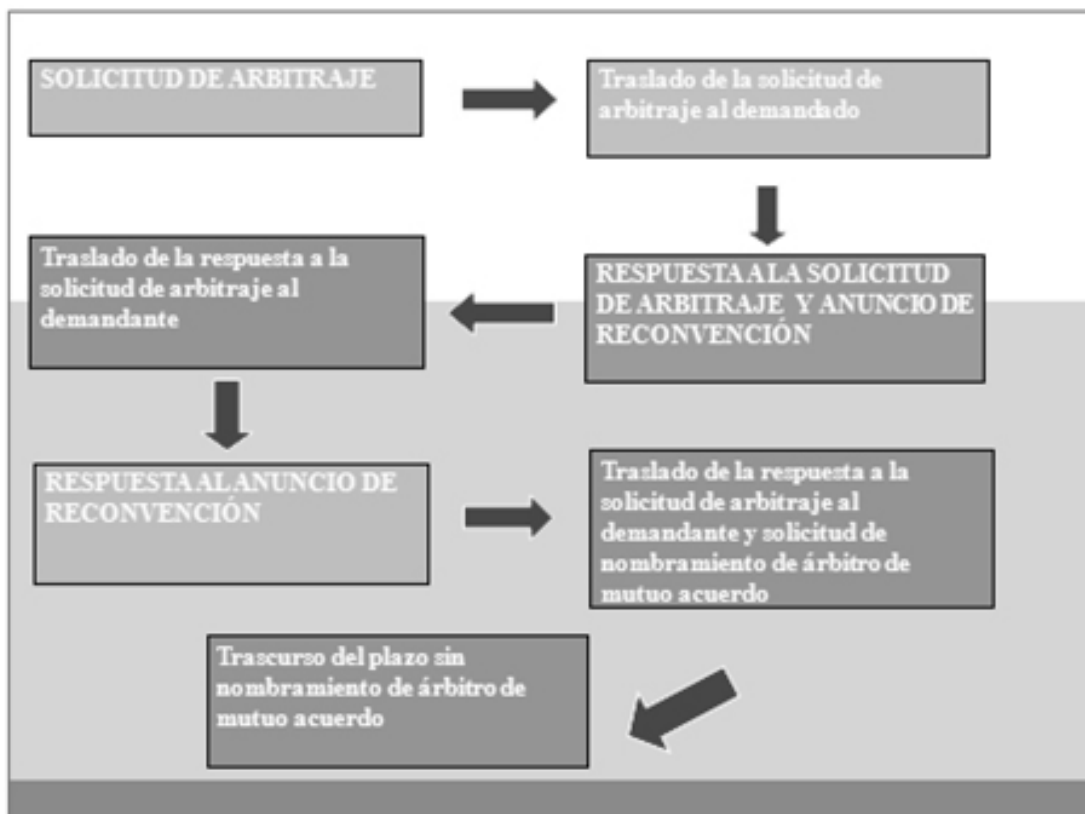 SOLICITUD DE ARBITRAJE
Traslado de la solicitud de
arbitraje al demandado
RESPUESTA A LA SOLICITUD
DE ARBITRAJE Y ANUNCIO DE
RECONVENCIÓN
Traslado de la respuesta a la
solicitud de arbitraje al
demandante
RESPUESTA AL ANUNCIO DE
RECONVENCIÓN
Traslado de la respuesta a la
solicitud de arbitraje al
demandante y solicitud de
nombramiento de árbitro de
mutuo acuerdo
Trascurso del plazo sin
nombramiento de árbitro de
mutuo acuerdo